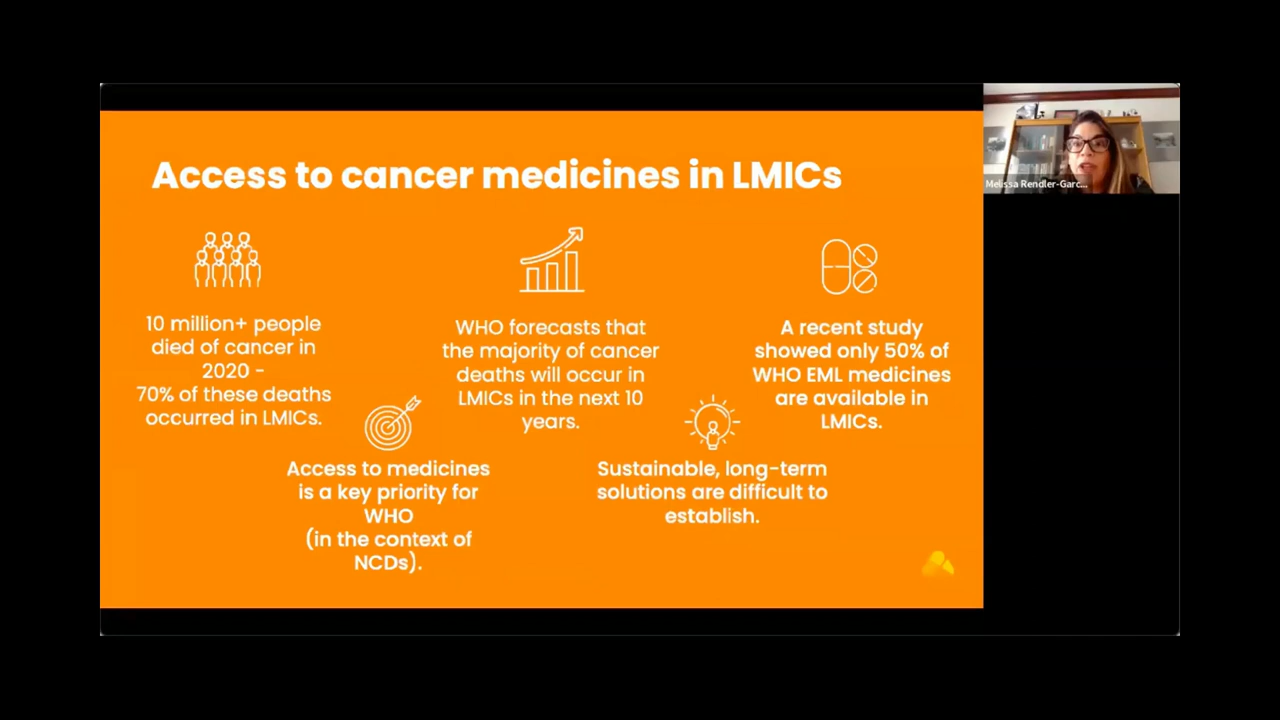 Access to cancer medicines in LMICs
10 million+ people
died of cancer in
2020 -
70% of these deaths
occurred in LMICs.
WHO forecasts that
the majority of cancer
deaths will occur in
LMICs in the next 10
years.
A recent study
showed only 50% of
WHO EML medicines
are available in
LMICs.
Access to medicines
is a key priority for
WHO
(in the context of
NCDs).
Sustainable, long-term
solutions are difficult to
establish.
Melissa Rendler-Garc...